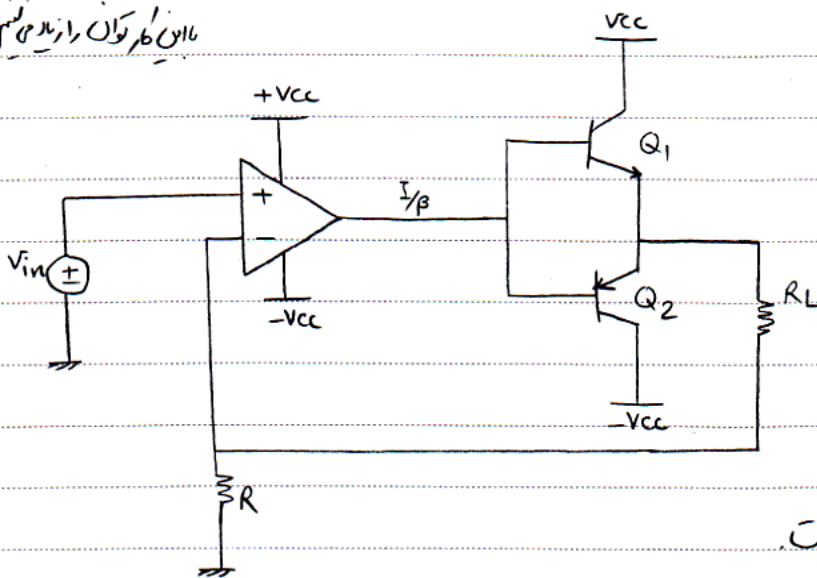 با این کار توان را زیاد می کنیم
VCC
+VCC
Q1
I/β
+
−
Vin
±
Q2
RL
−VCC
−VCC
R